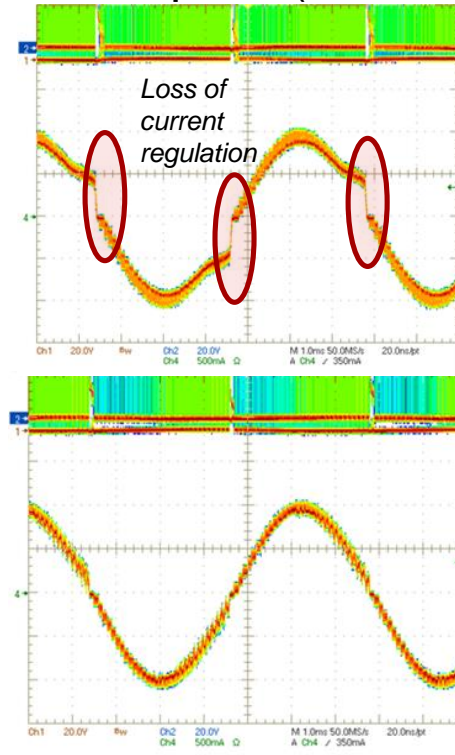 2
1
Loss of
current
regulation
4
Ch1 20.0V Bw Ch2 20.0V M 1.0ms 50.0MS/s 20.0ns/pt
Ch4 500mA Ω A Ch4 / 350mA
2
1
4
Ch1 20.0V Bw Ch2 20.0V M 1.0ms 50.0MS/s 20.0ns/pt
Ch4 500mA Ω A Ch4 / 350mA